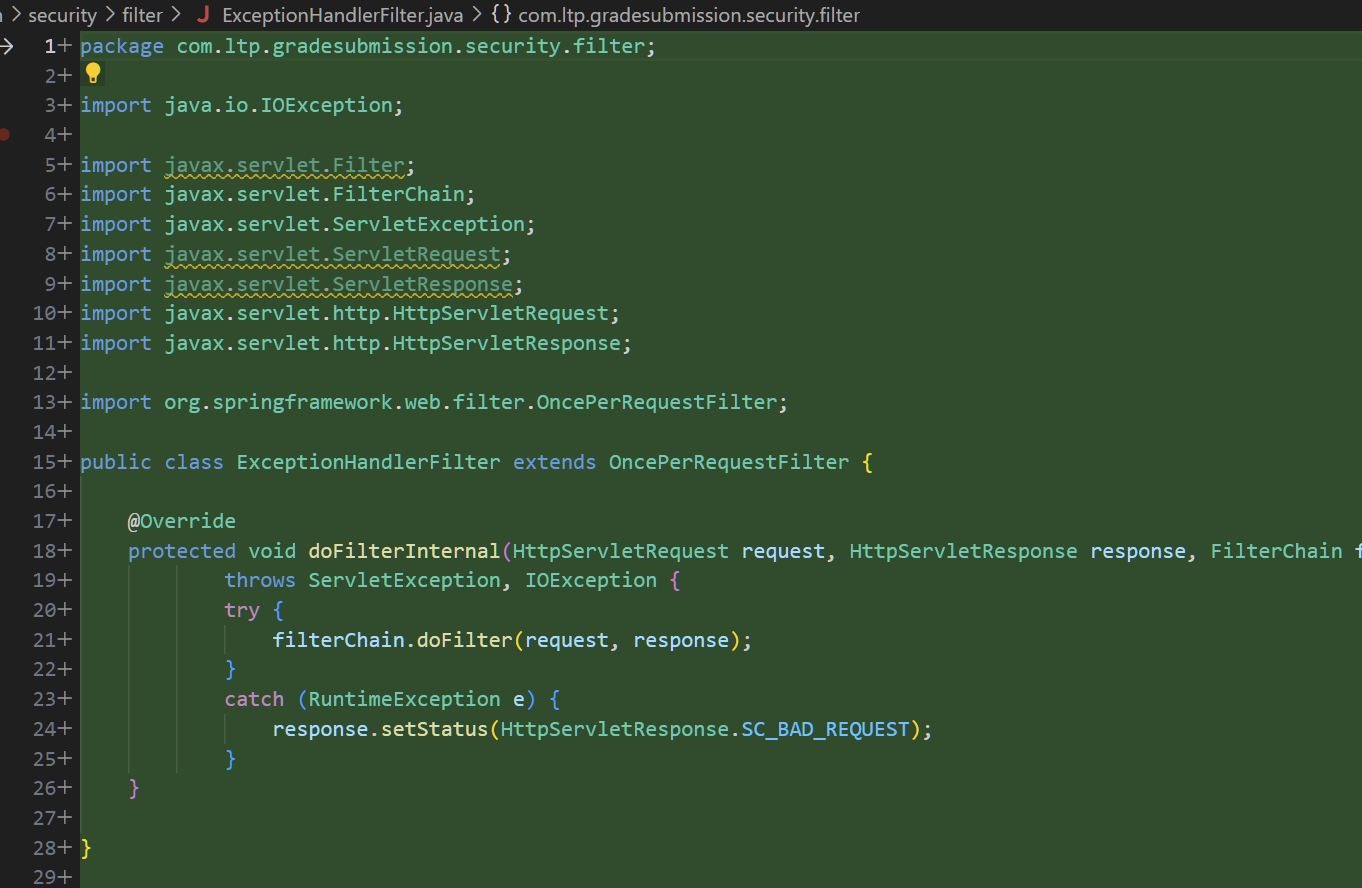 security > filter > J ExceptionHandlerFilter.java > {} com.ltp.gradesubmission.security.filter
1+ package com.ltp.gradesubmission.security.filter;
2+
3+ import java.io.IOException;
4+
5+ import javax.servlet.Filter;
6+ import javax.servlet.FilterChain;
7+ import javax.servlet.ServletException;
8+ import javax.servlet.ServletRequest;
9+ import javax.servlet.ServletResponse;
10+ import javax.servlet.http.HttpServletRequest;
11+ import javax.servlet.http.HttpServletResponse;
12+
13+ import org.springframework.web.filter.OncePerRequestFilter;
14+
15+ public class ExceptionHandlerFilter extends OncePerRequestFilter {
16+
17+     @Override
18+     protected void doFilterInternal(HttpServletRequest request, HttpServletResponse response, FilterChain
19+             throws ServletException, IOException {
20+             try {
21+                 filterChain.doFilter(request, response);
22+             }
23+             catch (RuntimeException e) {
24+                 response.setStatus(HttpServletResponse.SC_BAD_REQUEST);
25+             }
26+     }
27+
28+ }
29+